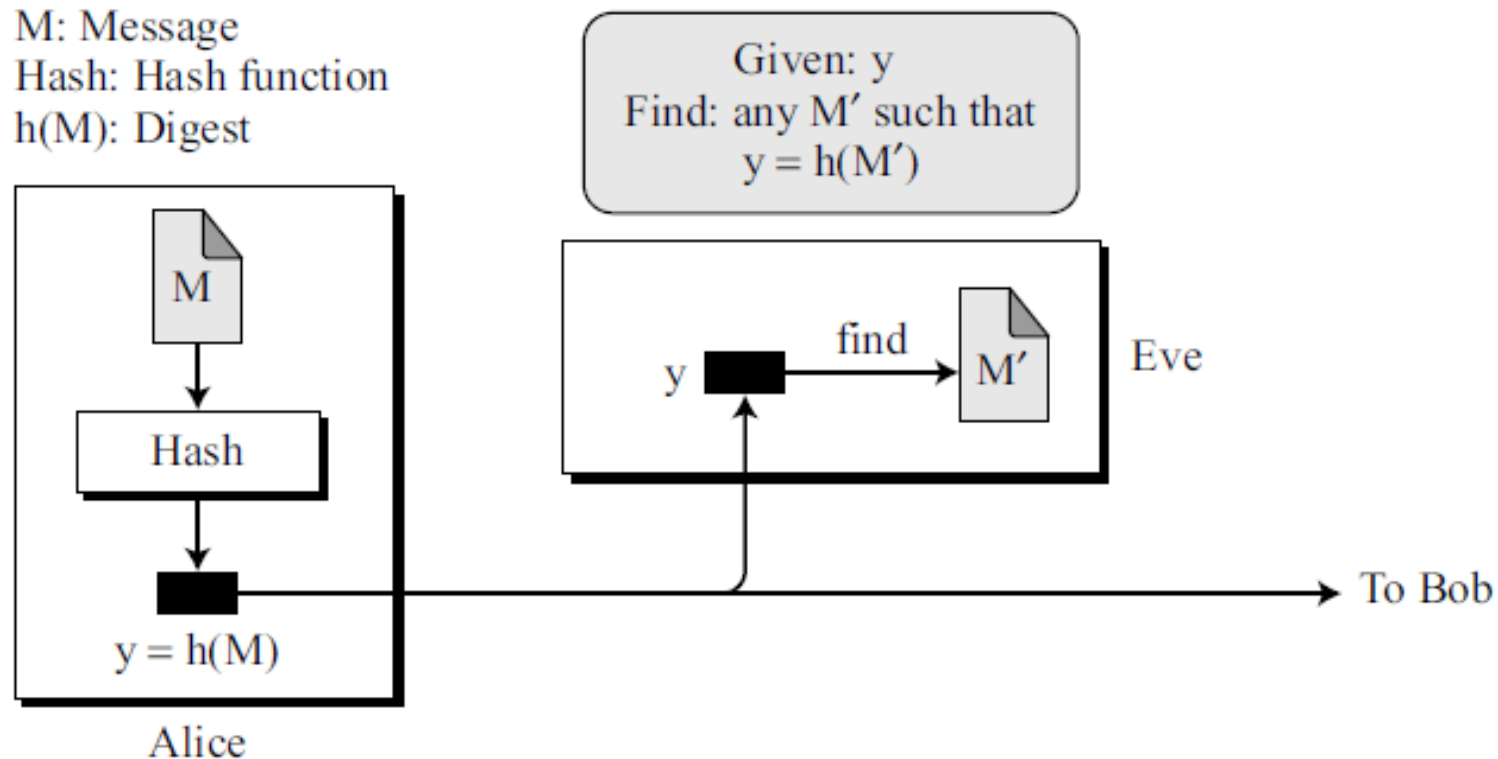 M: Message
Hash: Hash function
h(M): Digest
Given: y
Find: any M′ such that
y = h(M′)
M
Hash
y = h(M)
Alice
y
find
M′
Eve
To Bob